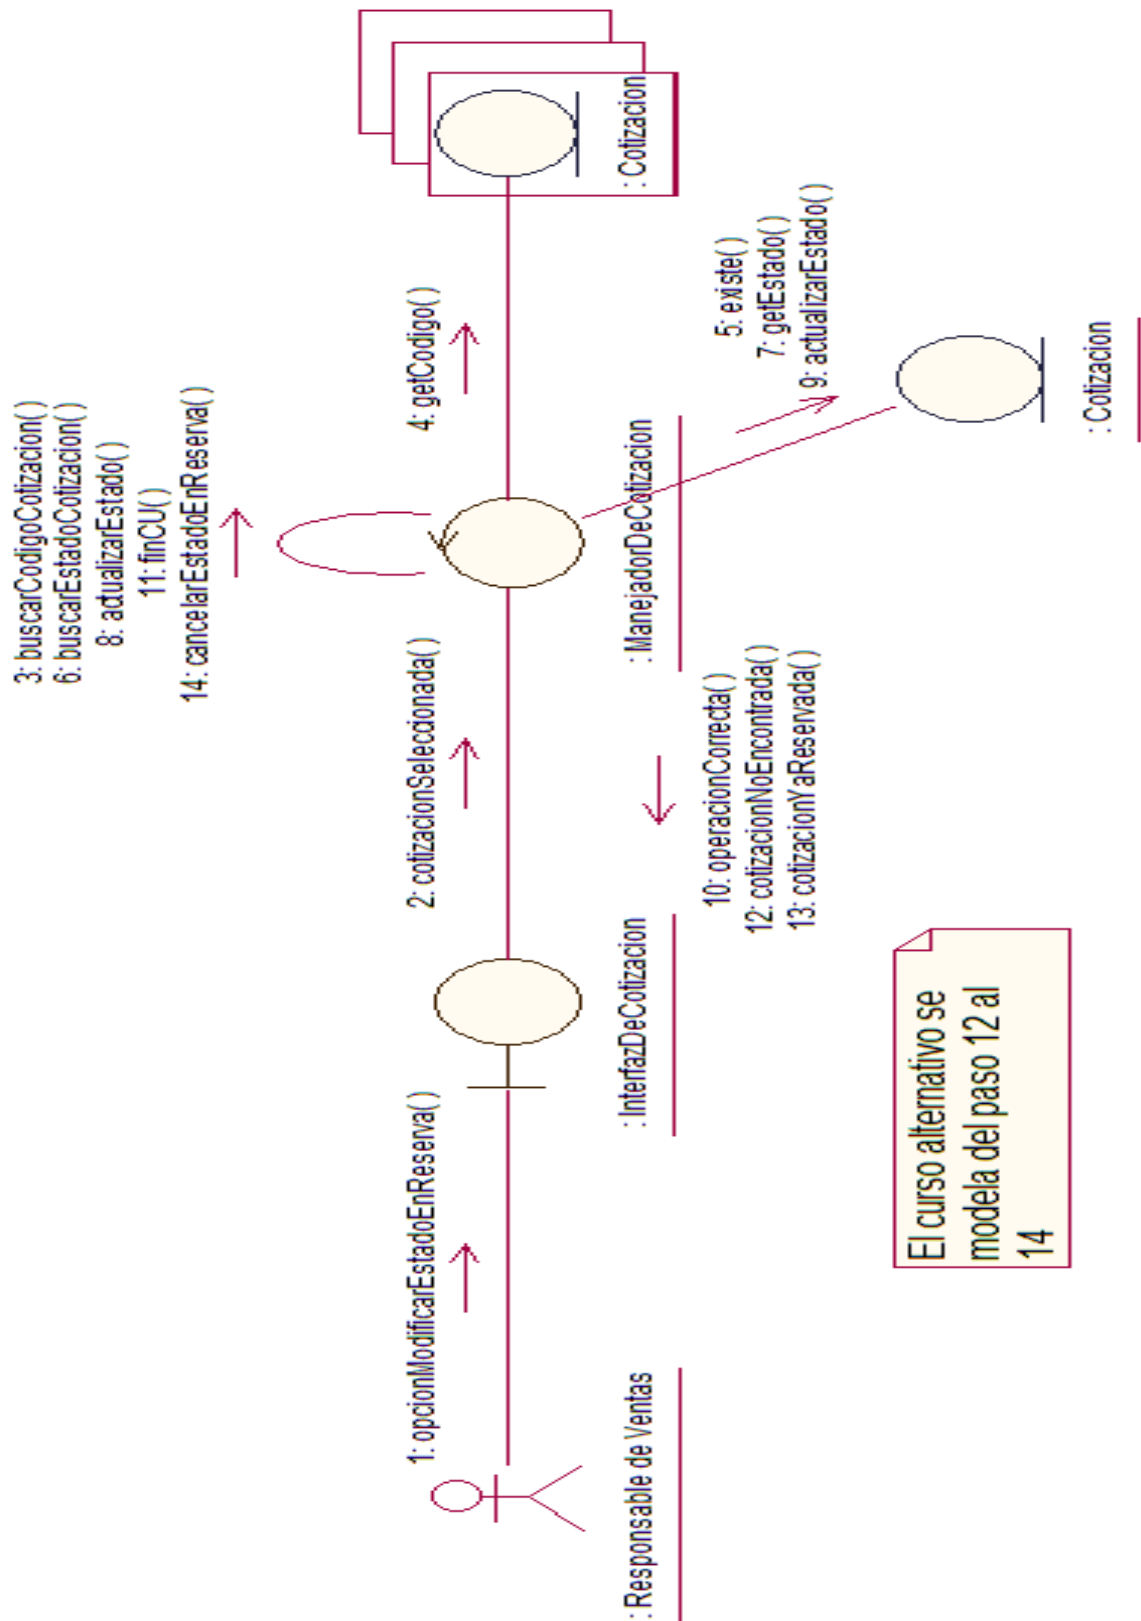 3: buscarCodigoCotizacion( )
6: buscarEstadoCotizacion( )
8: actualizarEstado( )
11: finCU( )
14: cancelarEstadoEnReserva( )
1: opcionModificarEstadoEnReserva( )
2: cotizacionSeleccionada( )
4: getCodigo( )
: Responsable de Ventas
: InterfazDeCotizacion
: ManejadorDeCotizacion
: Cotizacion
10: operacionCorrecta( )
12: cotizacionNoEncontrada( )
13: cotizacionYaReservada( )
5: existe( )
7: getEstado( )
9: actualizarEstado( )
El curso alternativo se
modela del paso 12 al
14
: Cotizacion